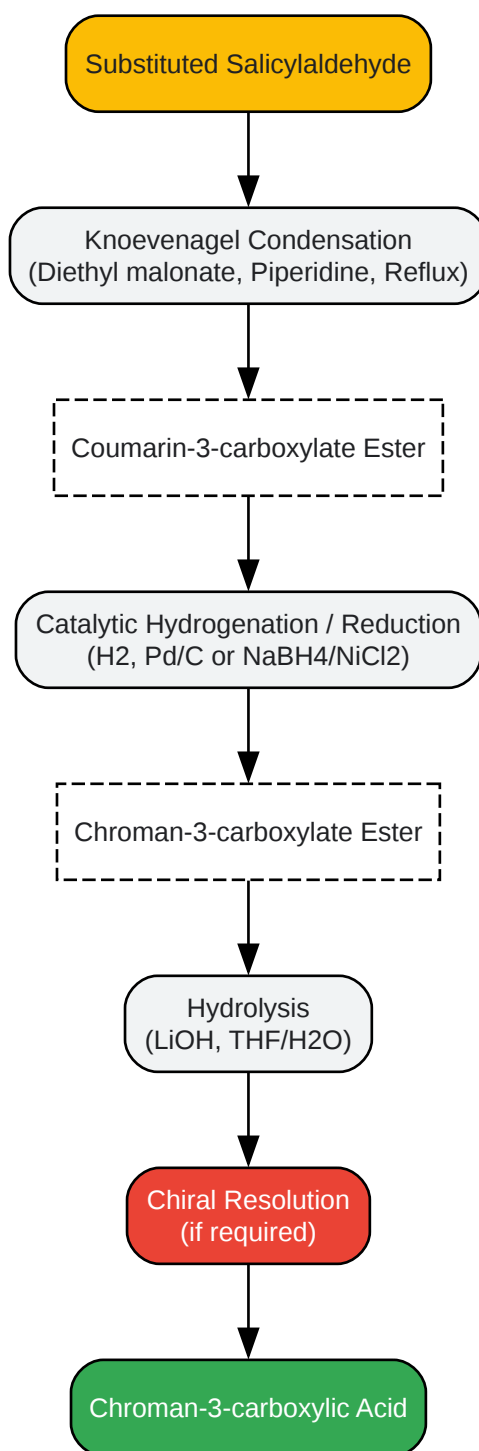 Substituted Salicylaldehyde
Knoevenagel Condensation
(Diethyl malonate, Piperidine, Reflux)
Coumarin-3-carboxylate Ester
Catalytic Hydrogenation / Reduction
(H2, Pd/C or NaBH4/NiCl2)
Chroman-3-carboxylate Ester
Hydrolysis
(LiOH, THF/H2O)
Chiral Resolution
(if required)
Chroman-3-carboxylic Acid